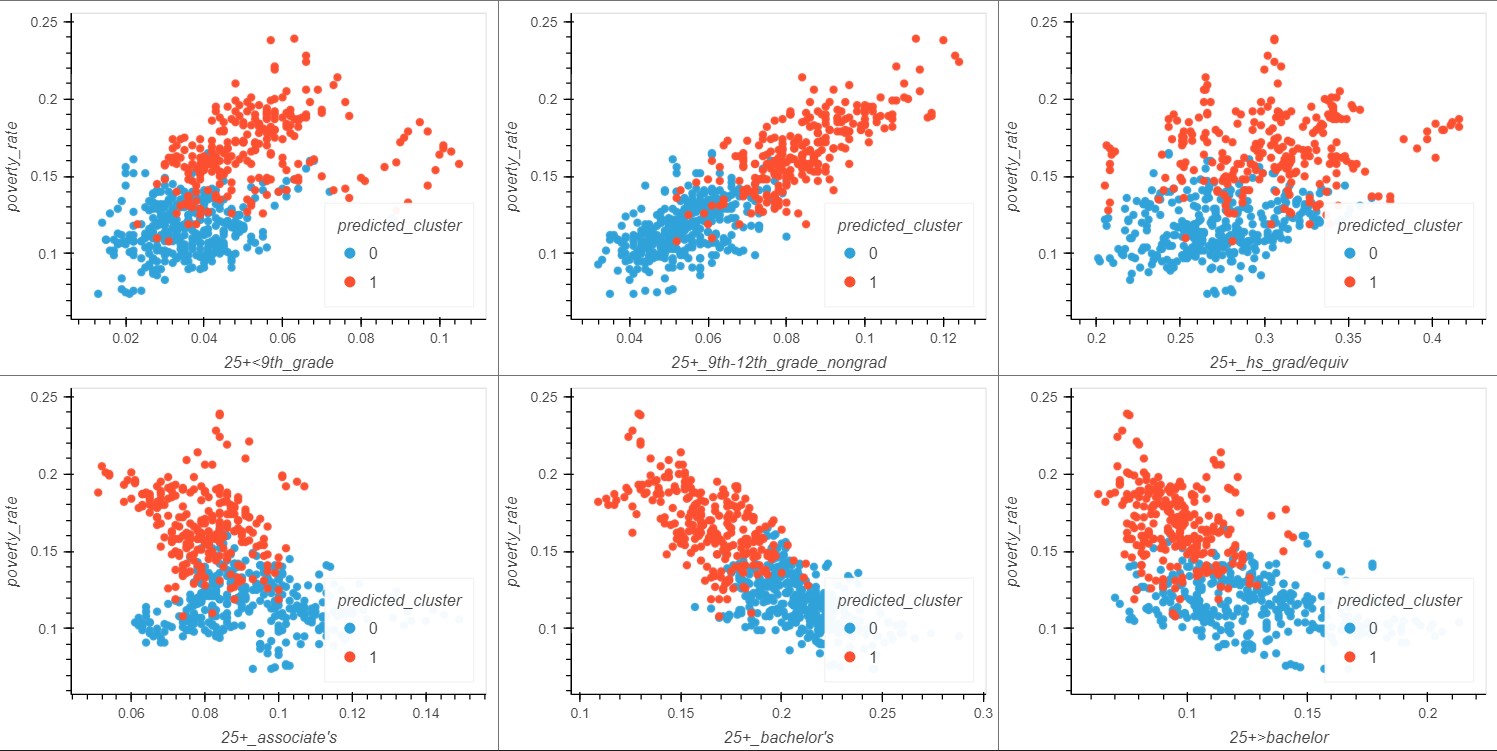 0.25
0.2
0.15
0.1
poverty_rate
predicted_cluster
0
1
0.02 0.04 0.06 0.08 0.1
25+<9th_grade
0.25
0.2
0.15
0.1
poverty_rate
predicted_cluster
0
1
0.04 0.06 0.08 0.1 0.12
25+_9th-12th_grade_nongrad
0.25
0.2
0.15
0.1
poverty_rate
predicted_cluster
0
1
0.2 0.25 0.3 0.35 0.4
25+_hs_grad/equiv
0.25
0.2
0.15
0.1
poverty_rate
predicted_cluster
0
1
0.06 0.08 0.1 0.12 0.14
25+_associate's
0.25
0.2
0.15
0.1
poverty_rate
predicted_cluster
0
1
0.1 0.15 0.2 0.25 0.3
25+_bachelor's
0.25
0.2
0.15
0.1
poverty_rate
predicted_cluster
0
1
0.1 0.15 0.2
25+>bachelor